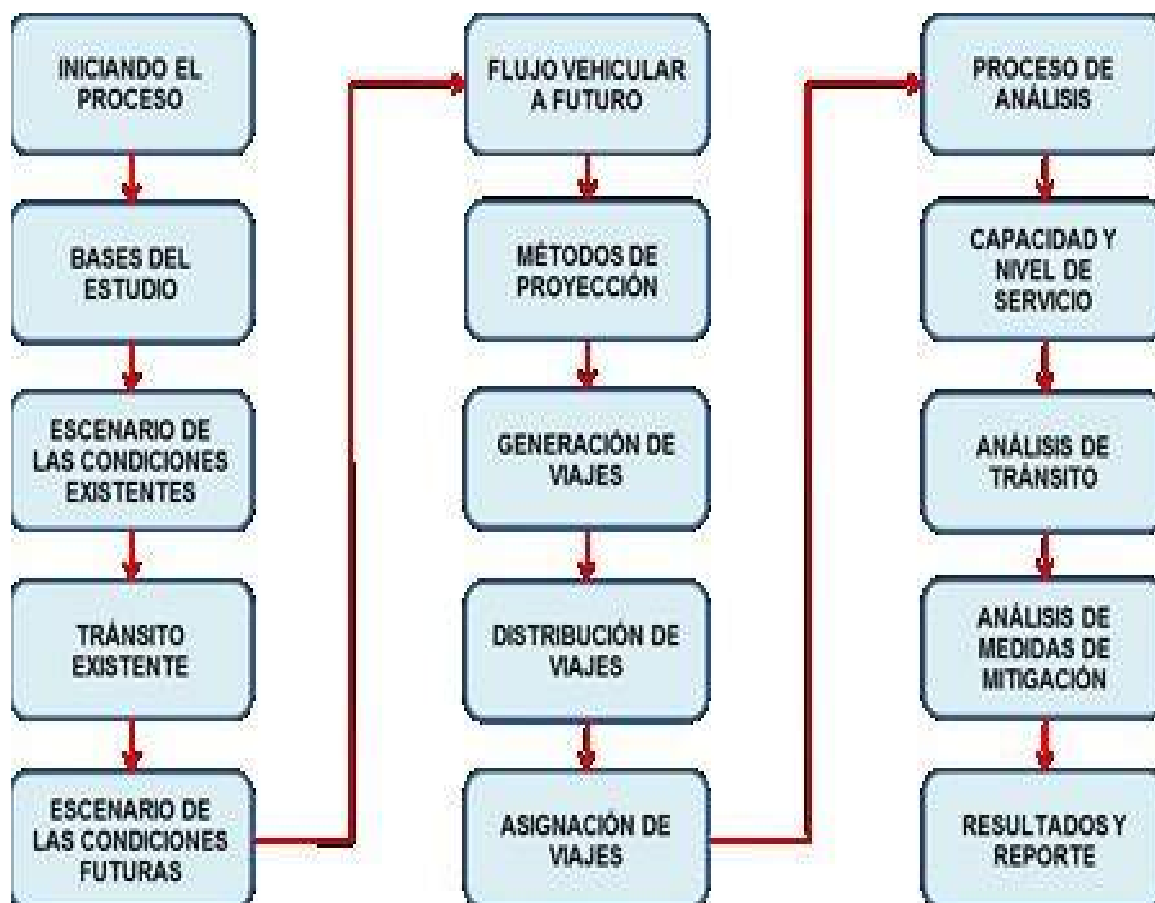 INICIANDO EL
PROCESO
BASES DEL
ESTUDIO
ESCENARIO DE
LAS CONDICIONES
EXISTENTES
TRÁNSITO
EXISTENTE
ESCENARIO DE
LAS CONDICIONES
FUTURAS
FLUJO VEHICULAR
A FUTURO
MÉTODOS DE
PROYECCIÓN
GENERACIÓN DE
VIAJES
DISTRIBUCIÓN DE
VIAJES
ASIGNACIÓN DE
VIAJES
PROCESO DE
ANÁLISIS
CAPACIDAD Y
NIVEL DE
SERVICIO
ANÁLISIS DE
TRÁNSITO
ANÁLISIS DE
MEDIDAS DE
MITIGACIÓN
RESULTADOS Y
REPORTE